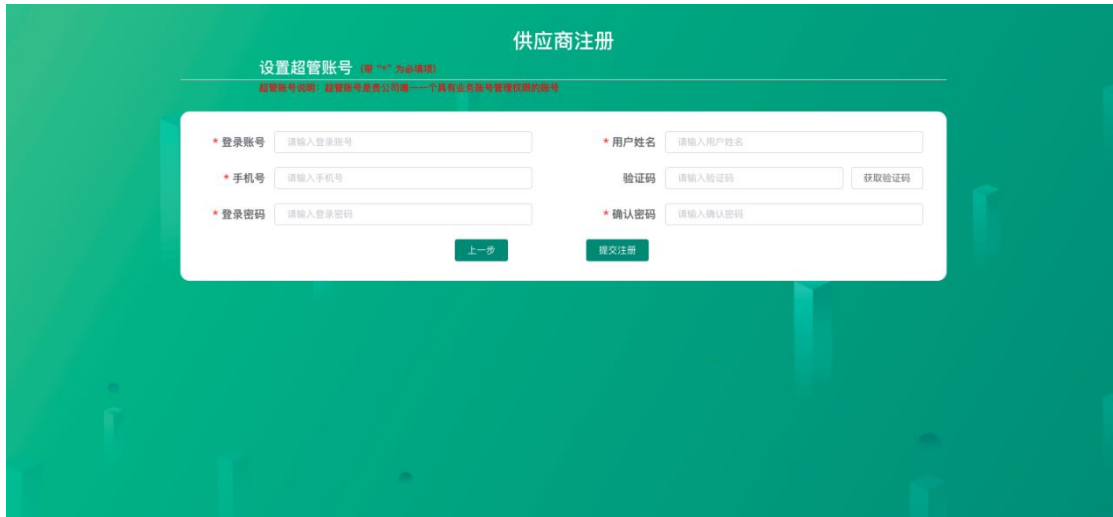 供应商注册
设置超管账号 (带 "*" 为必填项)
超管账号说明：超管账号是贵公司唯一一个具有业务账号管理权限的账号
* 登录账号 请输入登录账号 * 用户姓名 请输入用户姓名
* 手机号 请输入手机号 验证码 请输入验证码 获取验证码
* 登录密码 请输入登录密码 * 确认密码 请输入确认密码
上一步 提交注册